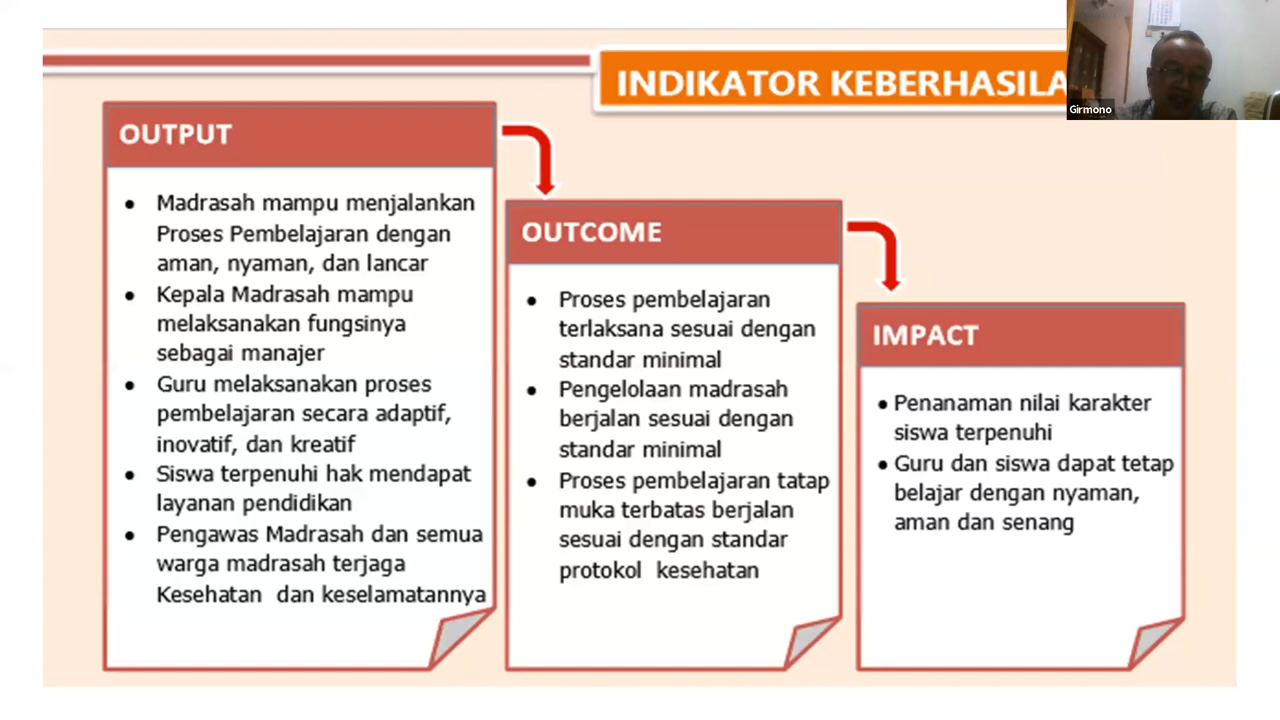 INDIKATOR KEBERHASILA
Girmono
OUTPUT
• Madrasah mampu menjalankan
Proses Pembelajaran dengan
aman, nyaman, dan lancar
• Kepala Madrasah mampu
melaksanakan fungsinya
sebagai manajer
• Guru melaksanakan proses
pembelajaran secara adaptif,
inovatif, dan kreatif
• Siswa terpenuhi hak mendapat
layanan pendidikan
• Pengawas Madrasah dan semua
warga madrasah terjaga
Kesehatan dan keselamatannya
OUTCOME
• Proses pembelajaran
terlaksana sesuai dengan
standar minimal
• Pengelolaan madrasah
berjalan sesuai dengan
standar minimal
• Proses pembelajaran tatap
muka terbatas berjalan
sesuai dengan standar
protokol kesehatan
IMPACT
• Penanaman nilai karakter
siswa terpenuhi
• Guru dan siswa dapat tetap
belajar dengan nyaman,
aman dan senang